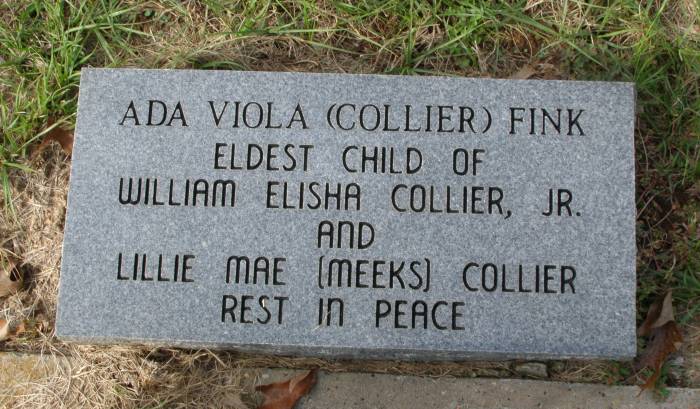 ADA VIOLA (COLLIER) FINK
ELDEST CHILD OF
WILLIAM ELISHA COLLIER, JR.
AND
LILLIE MAE (MEEKS) COLLIER
REST IN PEACE